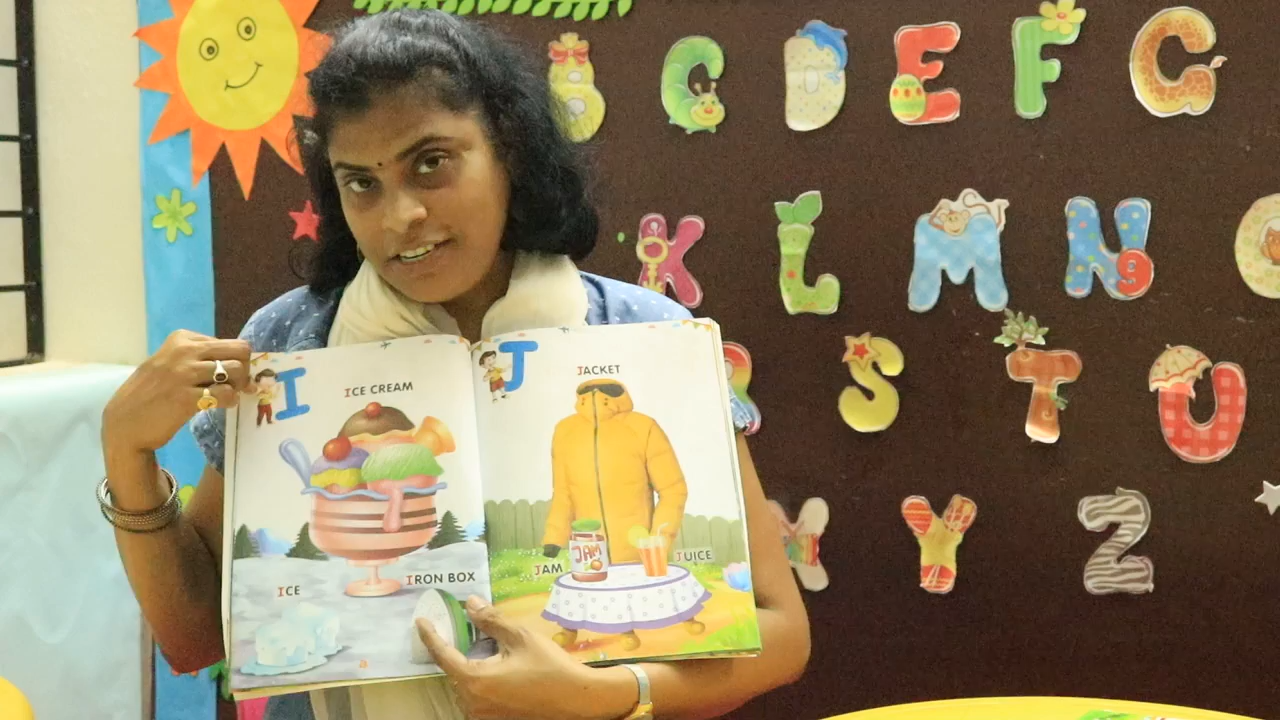 B C D E F G
K L M N
S T U
X Y Z
I
ICE CREAM
ICE
IRON BOX
J
JACKET
JAM
JAM
JUICE